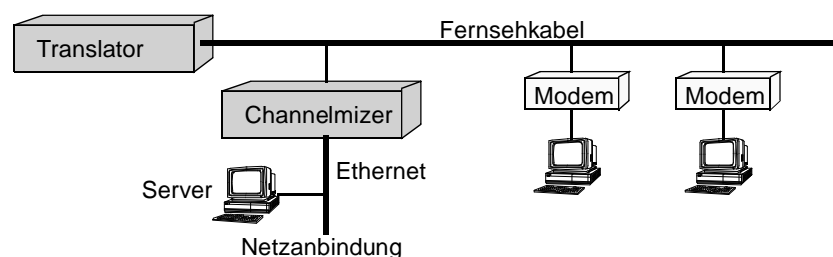 Fernsehkabel
Translator
Modem
Modem
Channelmizer
Ethernet
Server
Netzanbindung